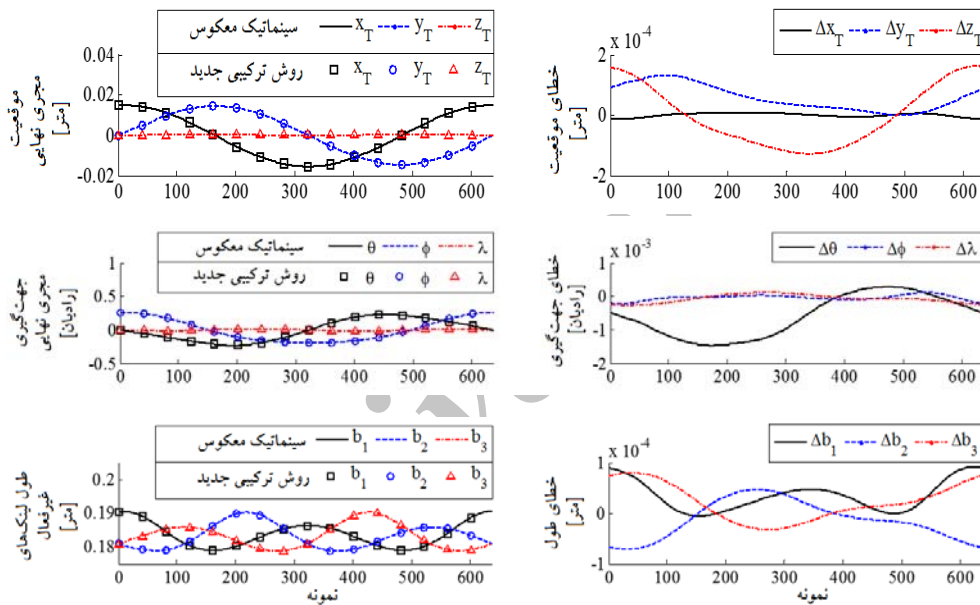 سینماتیک معکوس x_T y_T z_T
روش ترکیبی جدید x_T y_T z_T
موقعیت
مجری نهایی
[متر]
0.04
0.02
0
-0.02
0 100 200 300 400 500 600
x 10^-4
Δx_T Δy_T Δz_T
خطای موقعیت
[متر]
2
0
-2
0 100 200 300 400 500 600
سینماتیک معکوس θ ϕ λ
روش ترکیبی جدید θ ϕ λ
جهت‌گیری
مجری نهایی
[رادیان]
1
0.5
0
-0.5
0 100 200 300 400 500 600
x 10^-3
Δθ Δϕ Δλ
خطای جهت‌گیری
[رادیان]
1
0
-1
-2
0 100 200 300 400 500 600
سینماتیک معکوس b_1 b_2 b_3
روش ترکیبی جدید b_1 b_2 b_3
طول لینک‌های
غیرفعال
[متر]
0.2
0.19
0.18
0 100 200 300 400 500 600
نمونه
x 10^-4
Δb_1 Δb_2 Δb_3
خطای طول
[متر]
1
0
-1
0 100 200 300 400 500 600
نمونه